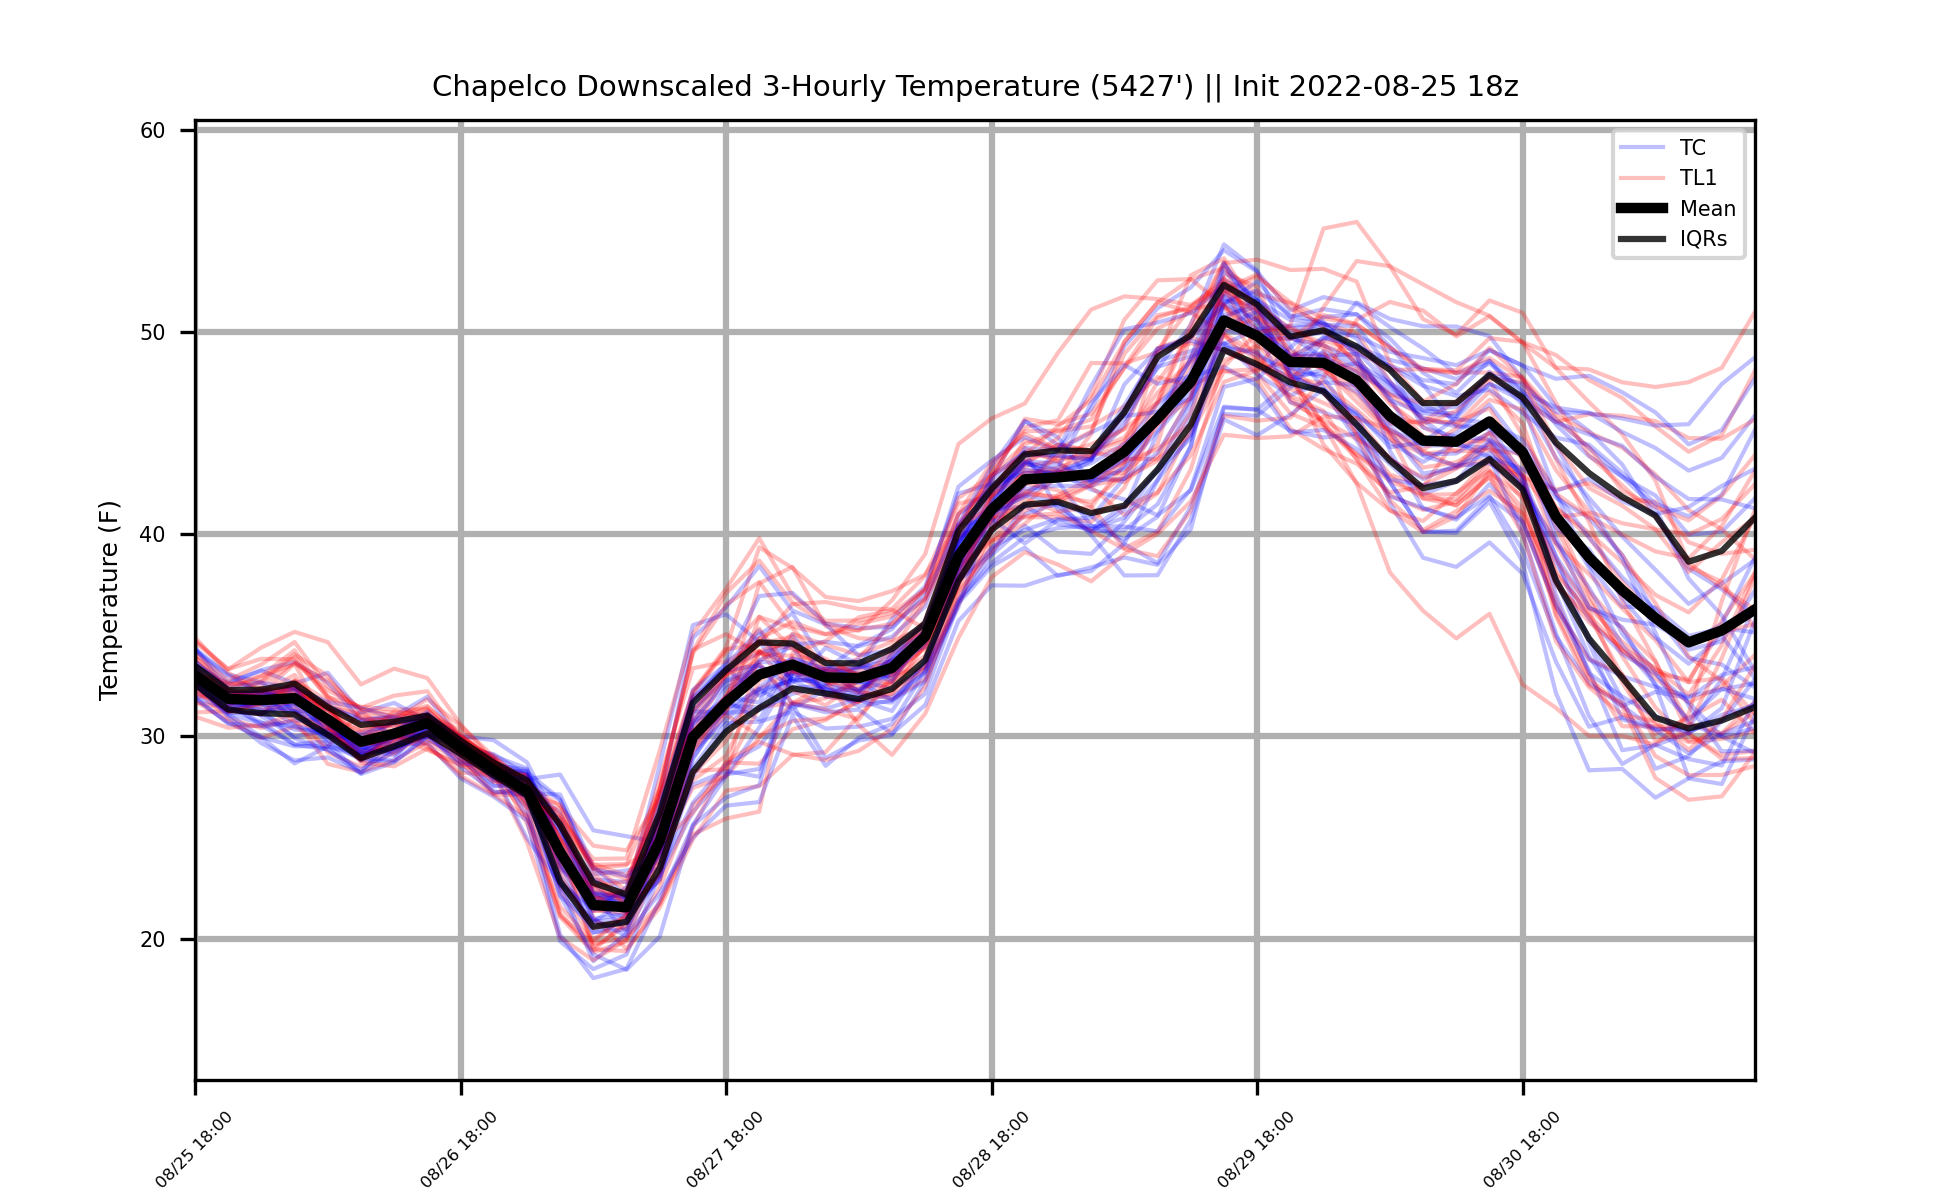 Chapelco Downscaled 3-Hourly Temperature (5427') || Init 2022-08-25 18z
TC
TL1
Mean
IQRs
Temperature (F)
60
50
40
30
20
08/25 18:00
08/26 18:00
08/27 18:00
08/28 18:00
08/29 18:00
08/30 18:00